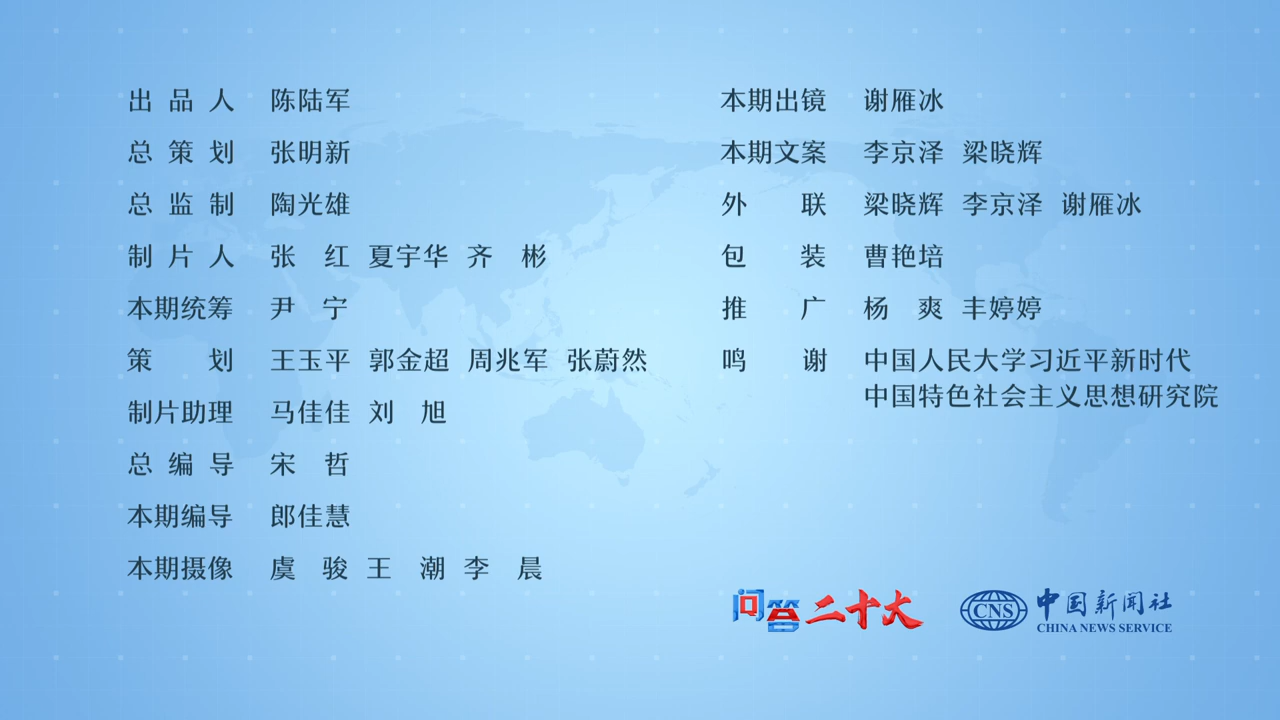 出品人 陈陆军
总策划 张明新
总监制 陶光雄
制片人 张红 夏宇华 齐彬
本期统筹 尹宁
策划 王玉平 郭金超 周兆军 张蔚然
制片助理 马佳佳 刘旭
总编导 宋哲
本期编导 郎佳慧
本期摄像 虞骏 王潮 李晨
本期出镜 谢雁冰
本期文案 李京泽 梁晓辉
外联 梁晓辉 李京泽 谢雁冰
包装 曹艳培
推广 杨爽 丰婷婷
鸣谢 中国人民大学习近平新时代
中国特色社会主义思想研究院
问答二十大
CNS 中国新闻社
CHINA NEWS SERVICE